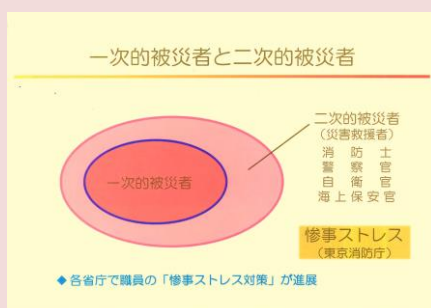 一次的被災者と二次的被災者
二次的被災者
(災害救援者)
消防士
警察官
自衛官
海上保安官
一次的被災者
惨事ストレス
(東京消防庁)
◆各省庁で職員の「惨事ストレス対策」が進展